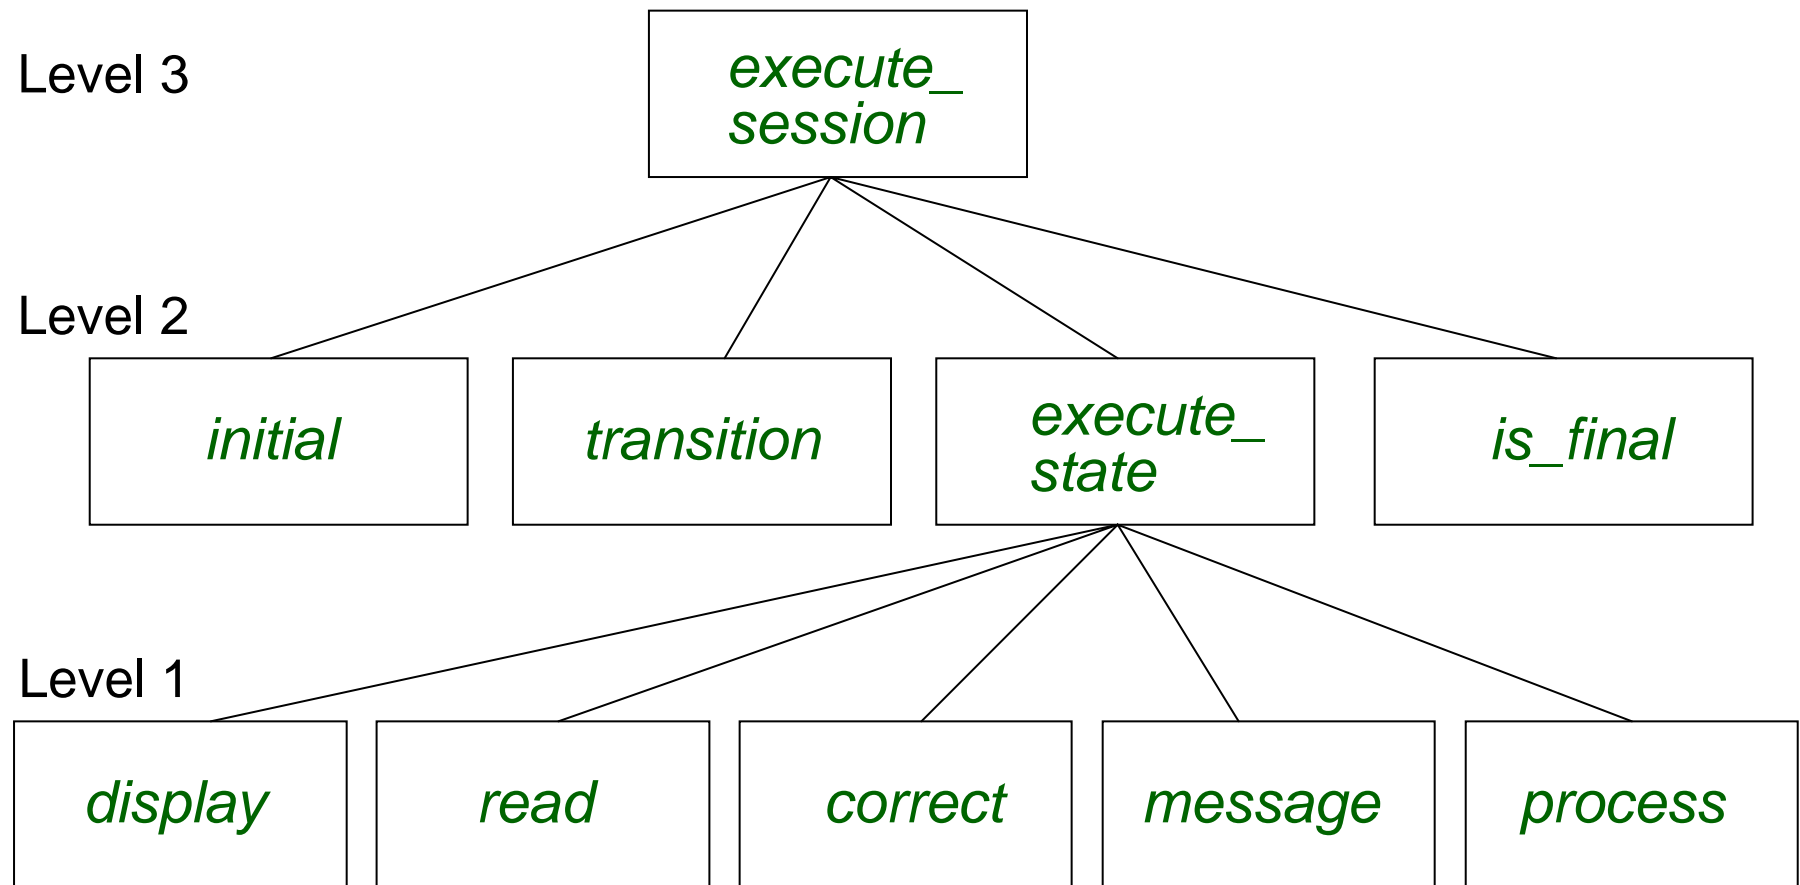 Level 3
execute_
session
Level 2
initial
transition
execute_
state
is_final
Level 1
display
read
correct
message
process